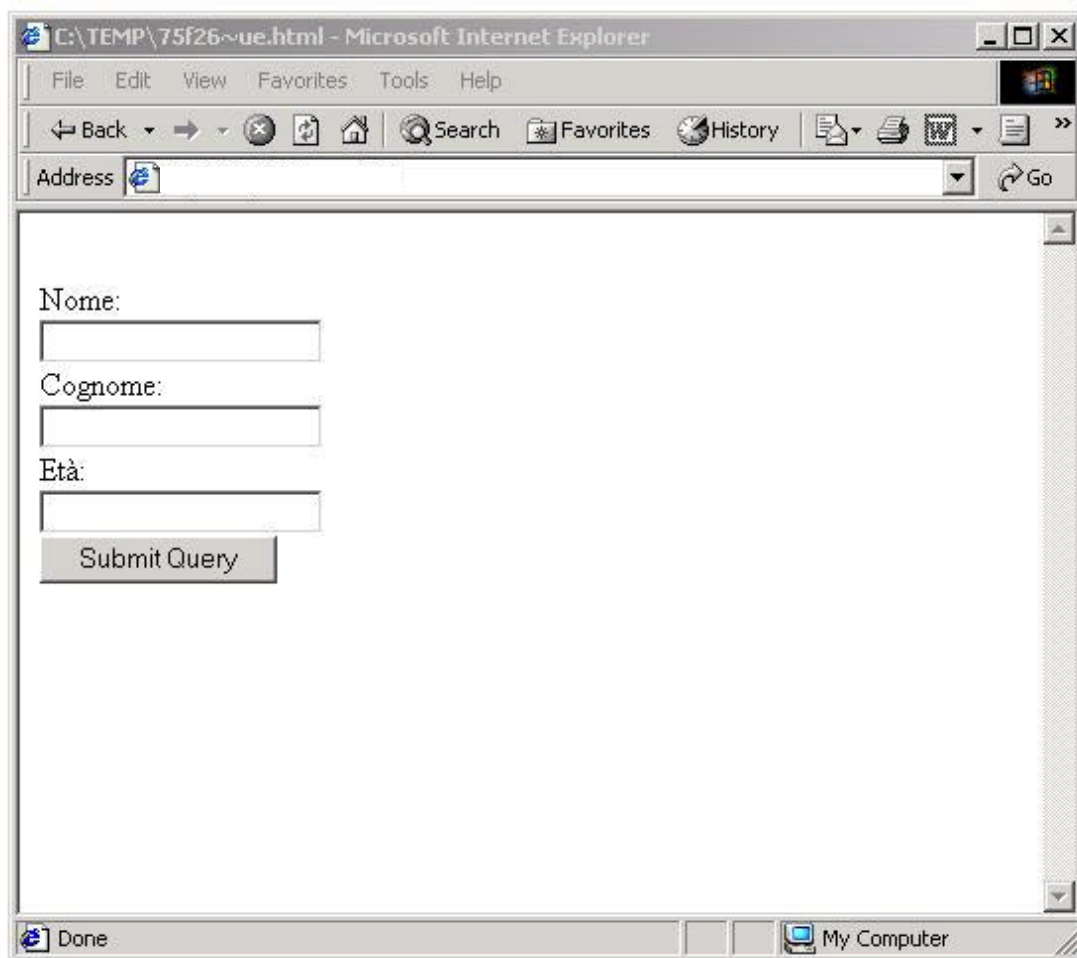 C:\TEMP\75f26~ue.html - Microsoft Internet Explorer
File Edit View Favorites Tools Help
Back Search Favorites History W »
Address Go
Nome:
Cognome:
Età:
Submit Query
Done My Computer